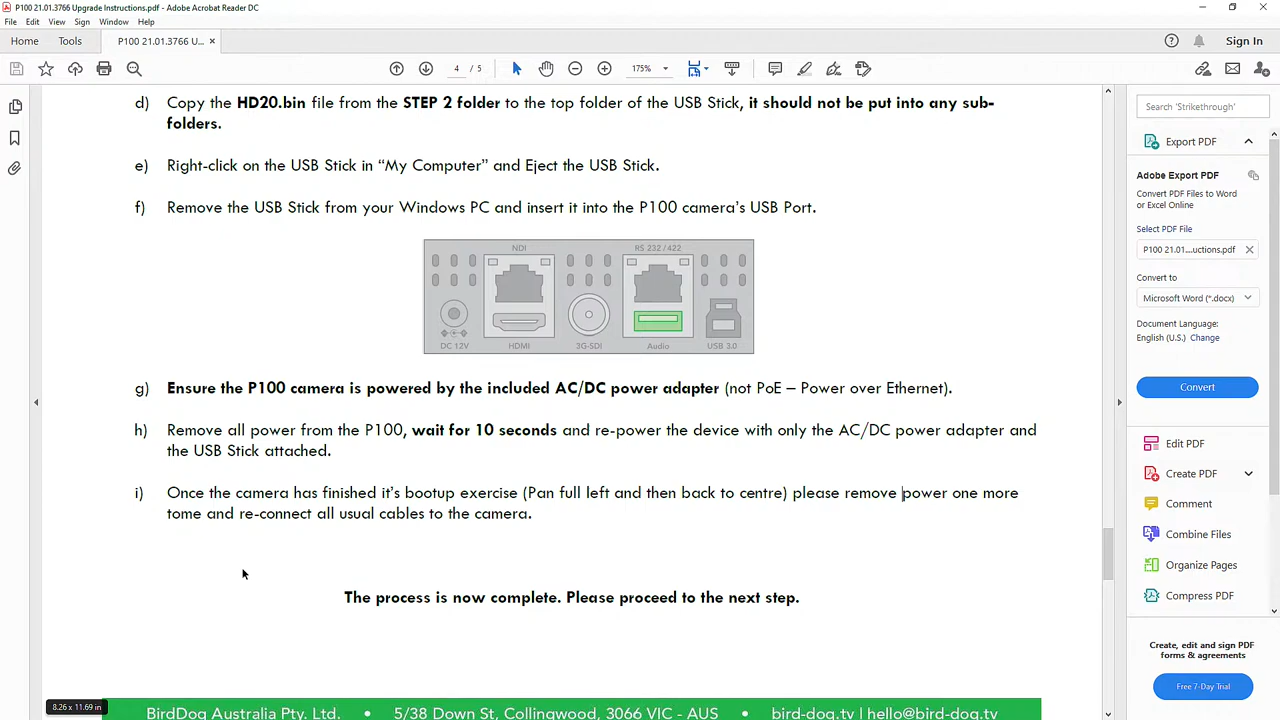 P100 21.01.3766 Upgrade Instructions.pdf - Adobe Acrobat Reader DC
File Edit View Sign Window Help
Home Tools P100 21.01.3766 U... × Sign In
4 / 5 175%
d) Copy the HD20.bin file from the STEP 2 folder to the top folder of the USB Stick, it should not be put into any sub-
folders.
e) Right-click on the USB Stick in “My Computer” and Eject the USB Stick.
f) Remove the USB Stick from your Windows PC and insert it into the P100 camera’s USB Port.
NDI RS 232/422
DC 12V HDMI 3G-SDI Audio USB 3.0
g) Ensure the P100 camera is powered by the included AC/DC power adapter (not PoE – Power over Ethernet).
h) Remove all power from the P100, wait for 10 seconds and re-power the device with only the AC/DC power adapter and
the USB Stick attached.
i) Once the camera has finished it’s bootup exercise (Pan full left and then back to centre) please remove power one more
tome and re-connect all usual cables to the camera.
The process is now complete. Please proceed to the next step.
8.26 x 11.69 in
BirdDog Australia Pty. Ltd. • 5/38 Down St, Collingwood, 3066 VIC - AUS • bird-dog.tv | hello@bird-dog.tv
Search 'Strikethrough'
Export PDF
Adobe Export PDF
Convert PDF Files to Word
or Excel Online
Select PDF File
P100 21.01...uctions.pdf
Convert to
Microsoft Word (*.docx)
Document Language:
English (U.S.) Change
Convert
Edit PDF
Create PDF
Comment
Combine Files
Organize Pages
Compress PDF
Create, edit and sign PDF
forms & agreements
Free 7-Day Trial